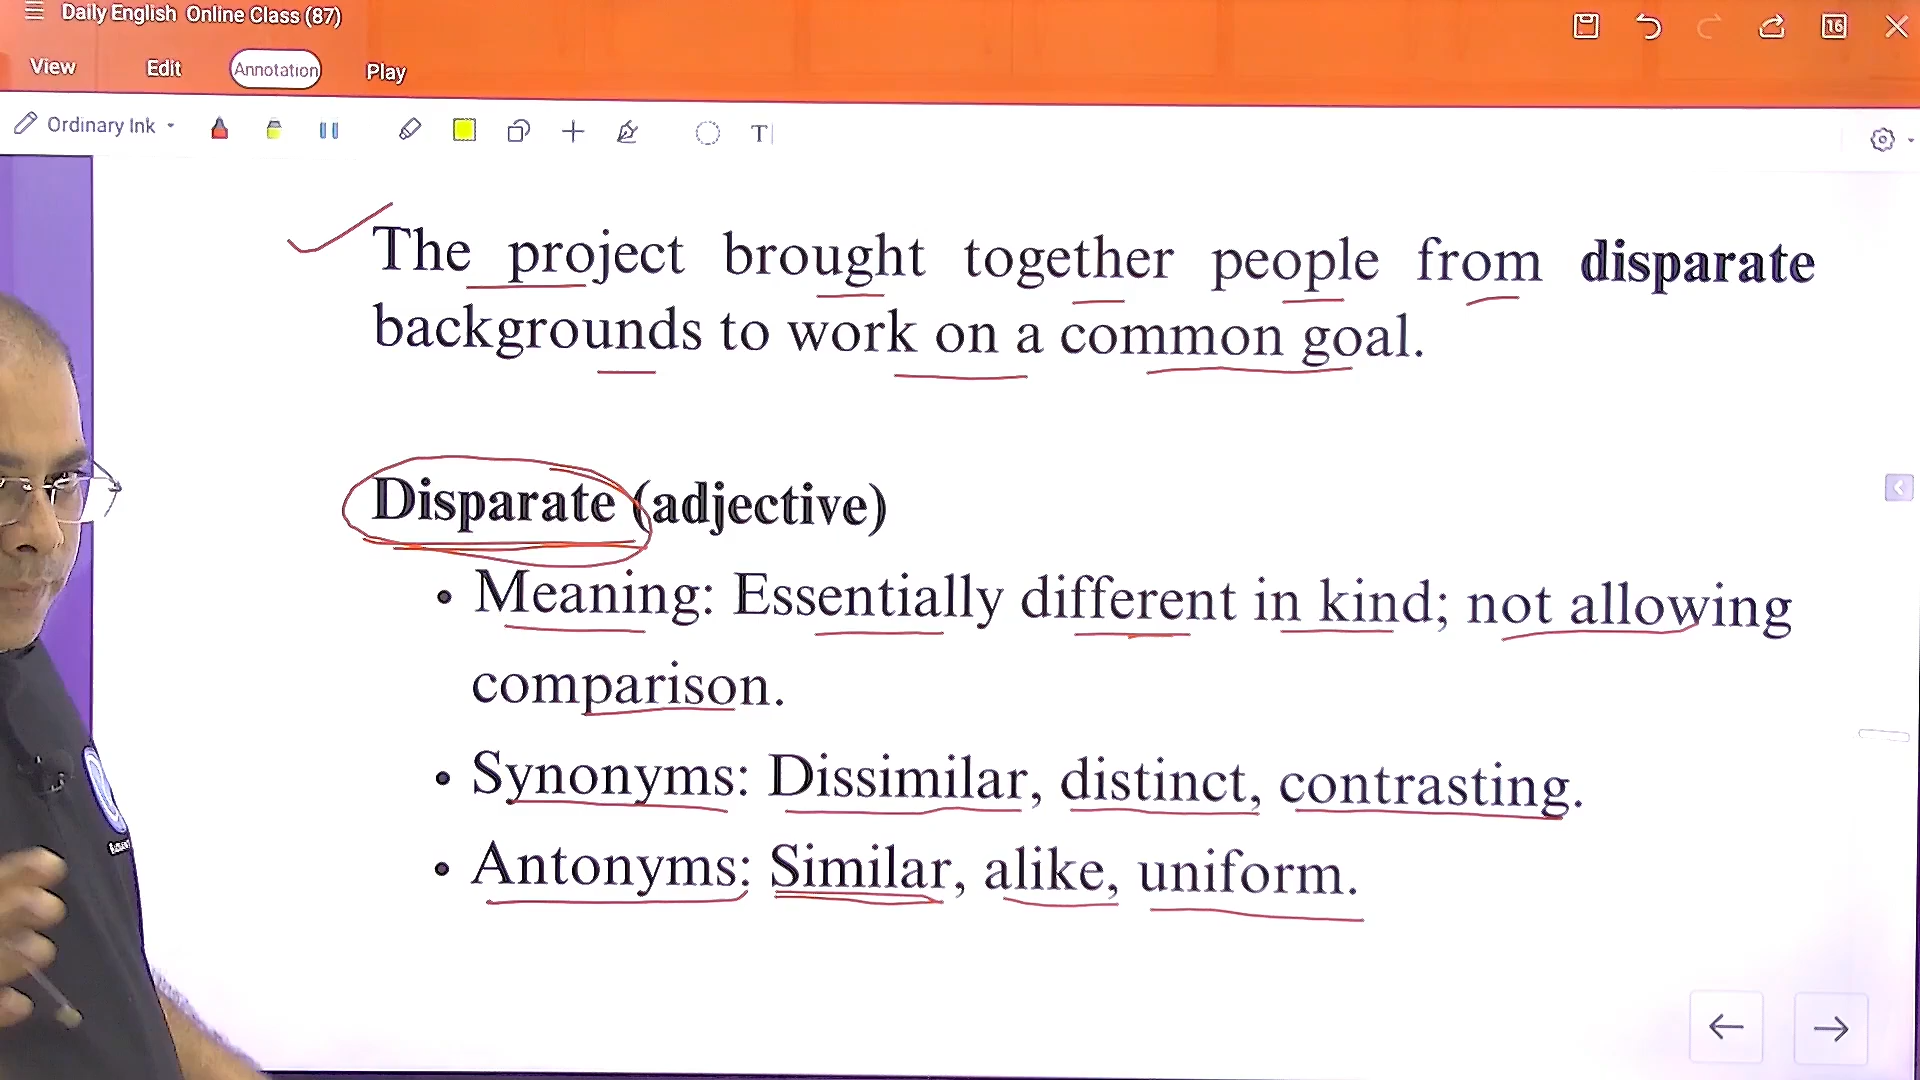 Daily English Online Class (87)
16
View Edit Annotation Play
Ordinary Ink
T
The project brought together people from disparate
backgrounds to work on a common goal.
Disparate (adjective)
• Meaning: Essentially different in kind; not allowing
comparison.
• Synonyms: Dissimilar, distinct, contrasting.
• Antonyms: Similar, alike, uniform.